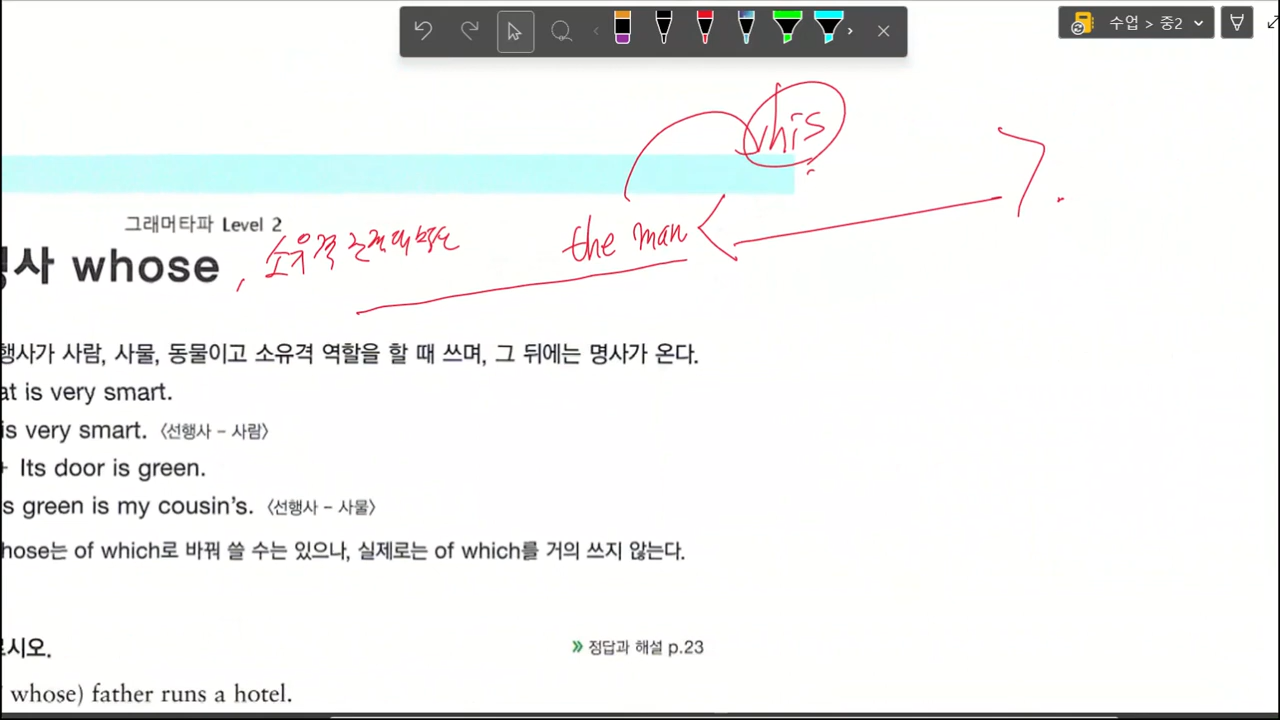 수업 > 중2
his
그래머타파 Level 2
the man
소유격 관계대명사
사 whose
행사가 사람, 사물, 동물이고 소유격 역할을 할 때 쓰며, 그 뒤에는 명사가 온다.
at is very smart.
is very smart. 〈선행사 – 사람〉
+ Its door is green.
s green is my cousin's. 〈선행사 – 사물〉
hose는 of which로 바꿔 쓸 수는 있으나, 실제로는 of which를 거의 쓰지 않는다.
르시오.
» 정답과 해설 p.23
whose) father runs a hotel.